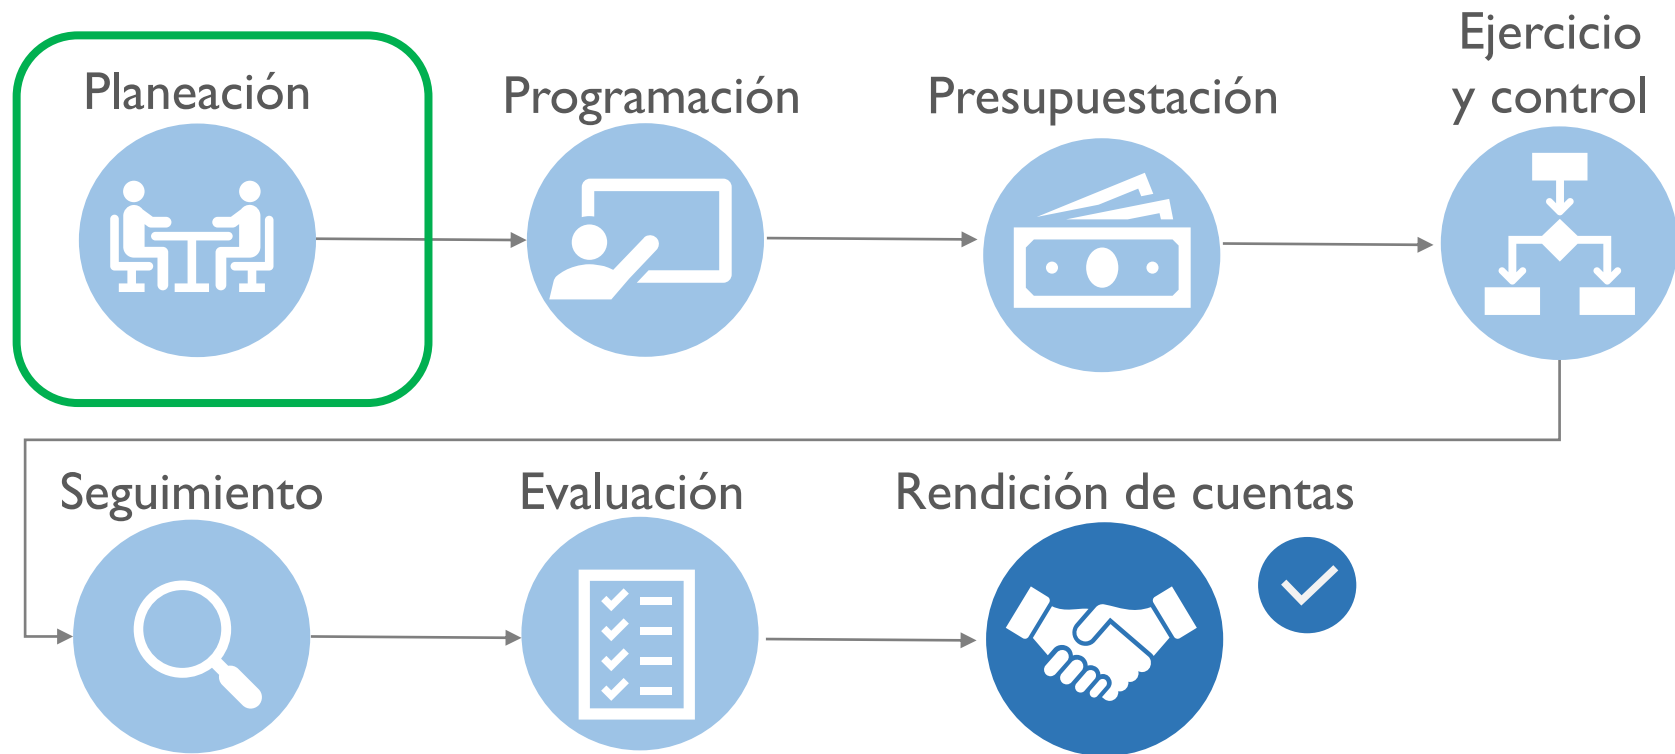 Planeación
Programación
Presupuestación
Ejercicio
y control
Seguimiento
Evaluación
Rendición de cuentas